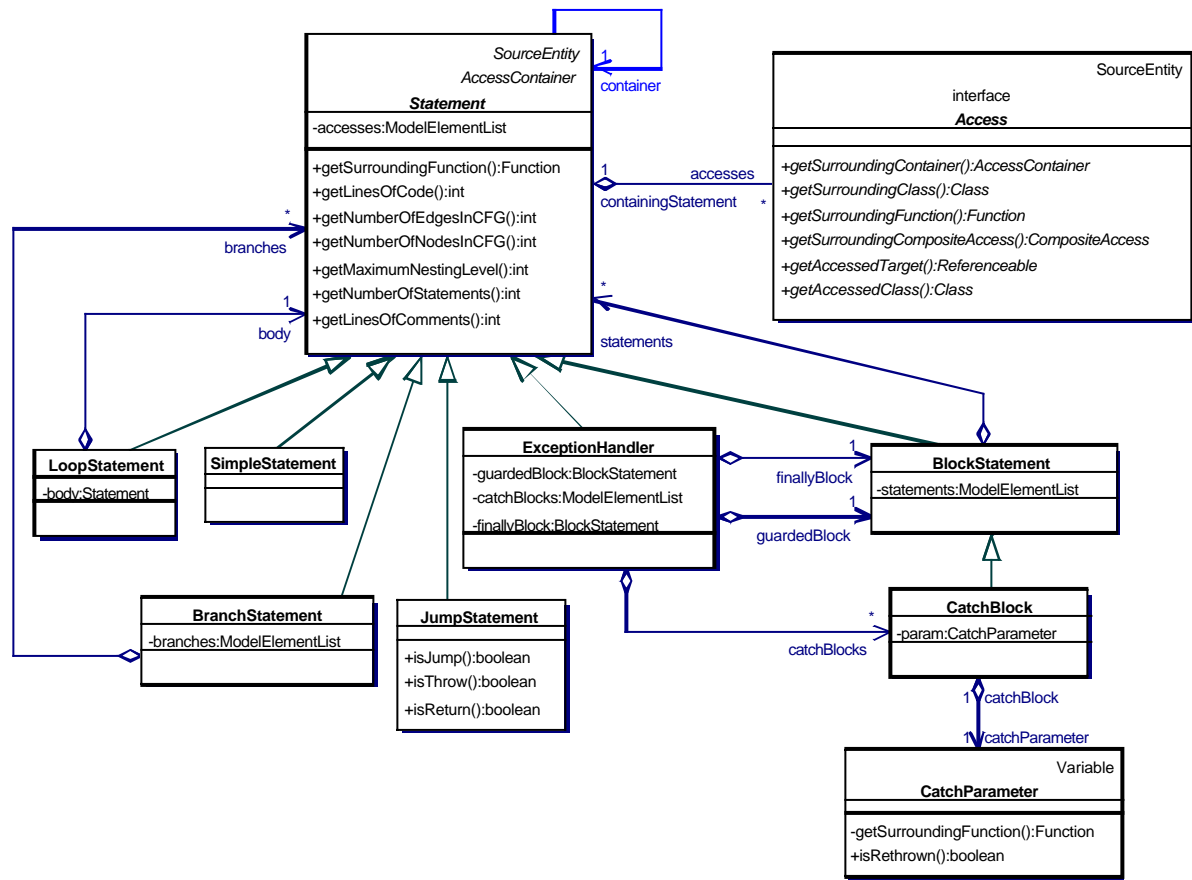 SourceEntity
AccessContainer
Statement
-accesses:ModelElementList
+getSurroundingFunction():Function
+getLinesOfCode():int
+getNumberOfEdgesInCFG():int
+getNumberOfNodesInCFG():int
+getMaximumNestingLevel():int
+getNumberOfStatements():int
+getLinesOfComments():int
1
container
SourceEntity
interface
Access
+getSurroundingContainer():AccessContainer
+getSurroundingClass():Class
+getSurroundingFunction():Function
+getSurroundingCompositeAccess():CompositeAccess
+getAccessedTarget():Referenceable
+getAccessedClass():Class
1
accesses
containingStatement
*
*
branches
1
body
*
statements
LoopStatement
-body:Statement
SimpleStatement
ExceptionHandler
-guardedBlock:BlockStatement
-catchBlocks:ModelElementList
-finallyBlock:BlockStatement
1
finallyBlock
1
guardedBlock
BlockStatement
-statements:ModelElementList
BranchStatement
-branches:ModelElementList
JumpStatement
+isJump():boolean
+isThrow():boolean
+isReturn():boolean
*
catchBlocks
CatchBlock
-param:CatchParameter
1 catchBlock
1 catchParameter
Variable
CatchParameter
-getSurroundingFunction():Function
+isRethrown():boolean